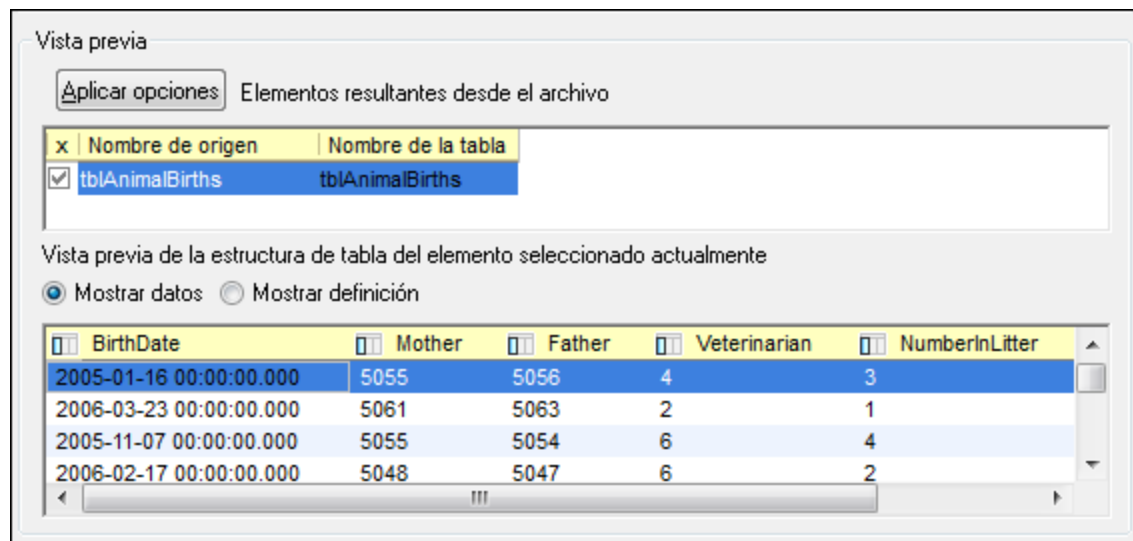 Vista previa
Aplicar opciones Elementos resultantes desde el archivo
x Nombre de origen Nombre de la tabla
tblAnimalBirths tblAnimalBirths
Vista previa de la estructura de tabla del elemento seleccionado actualmente
Mostrar datos Mostrar definición
BirthDate Mother Father Veterinarian NumberInLitter
2005-01-16 00:00:00.000 5055 5056 4 3
2006-03-23 00:00:00.000 5061 5063 2 1
2005-11-07 00:00:00.000 5055 5054 6 4
2006-02-17 00:00:00.000 5048 5047 6 2